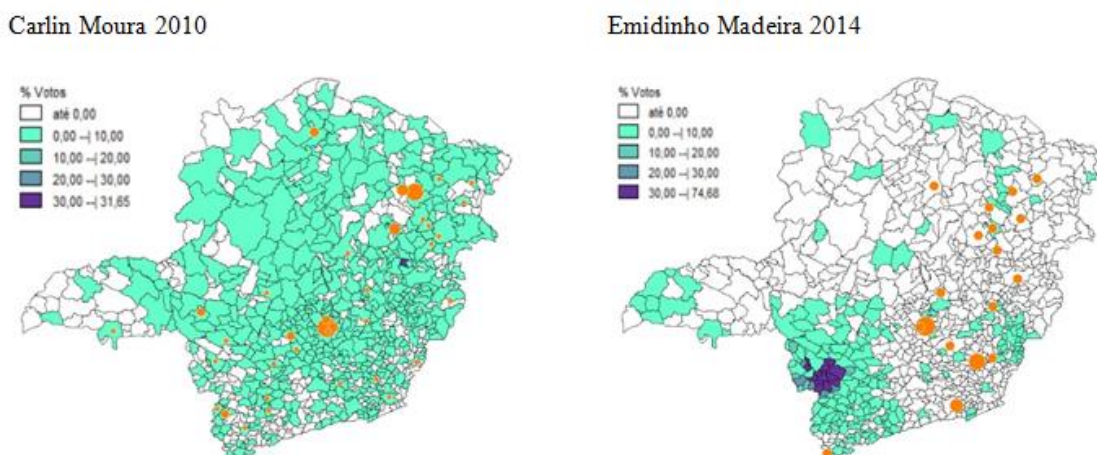 Carlin Moura 2010
% Votos
até 0,00
0,00 --| 10,00
10,00 --| 20,00
20,00 --| 30,00
30,00 --| 31,65
Emidinho Madeira 2014
% Votos
até 0,00
0,00 --| 10,00
10,00 --| 20,00
20,00 --| 30,00
30,00 --| 74,68